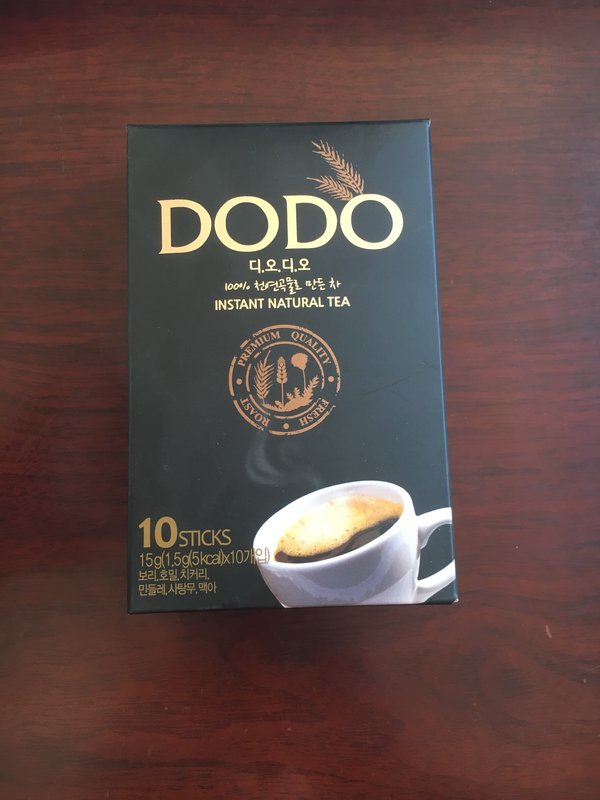 DODO
디.오.디.오
100% 천연곡물로 만든 차
INSTANT NATURAL TEA
PREMIUM QUALITY
FRESH ROAST
10 STICKS
15g(1.5g(5kcal)x10개입)
보리, 호밀, 치커리,
민들레, 사탕무, 맥아